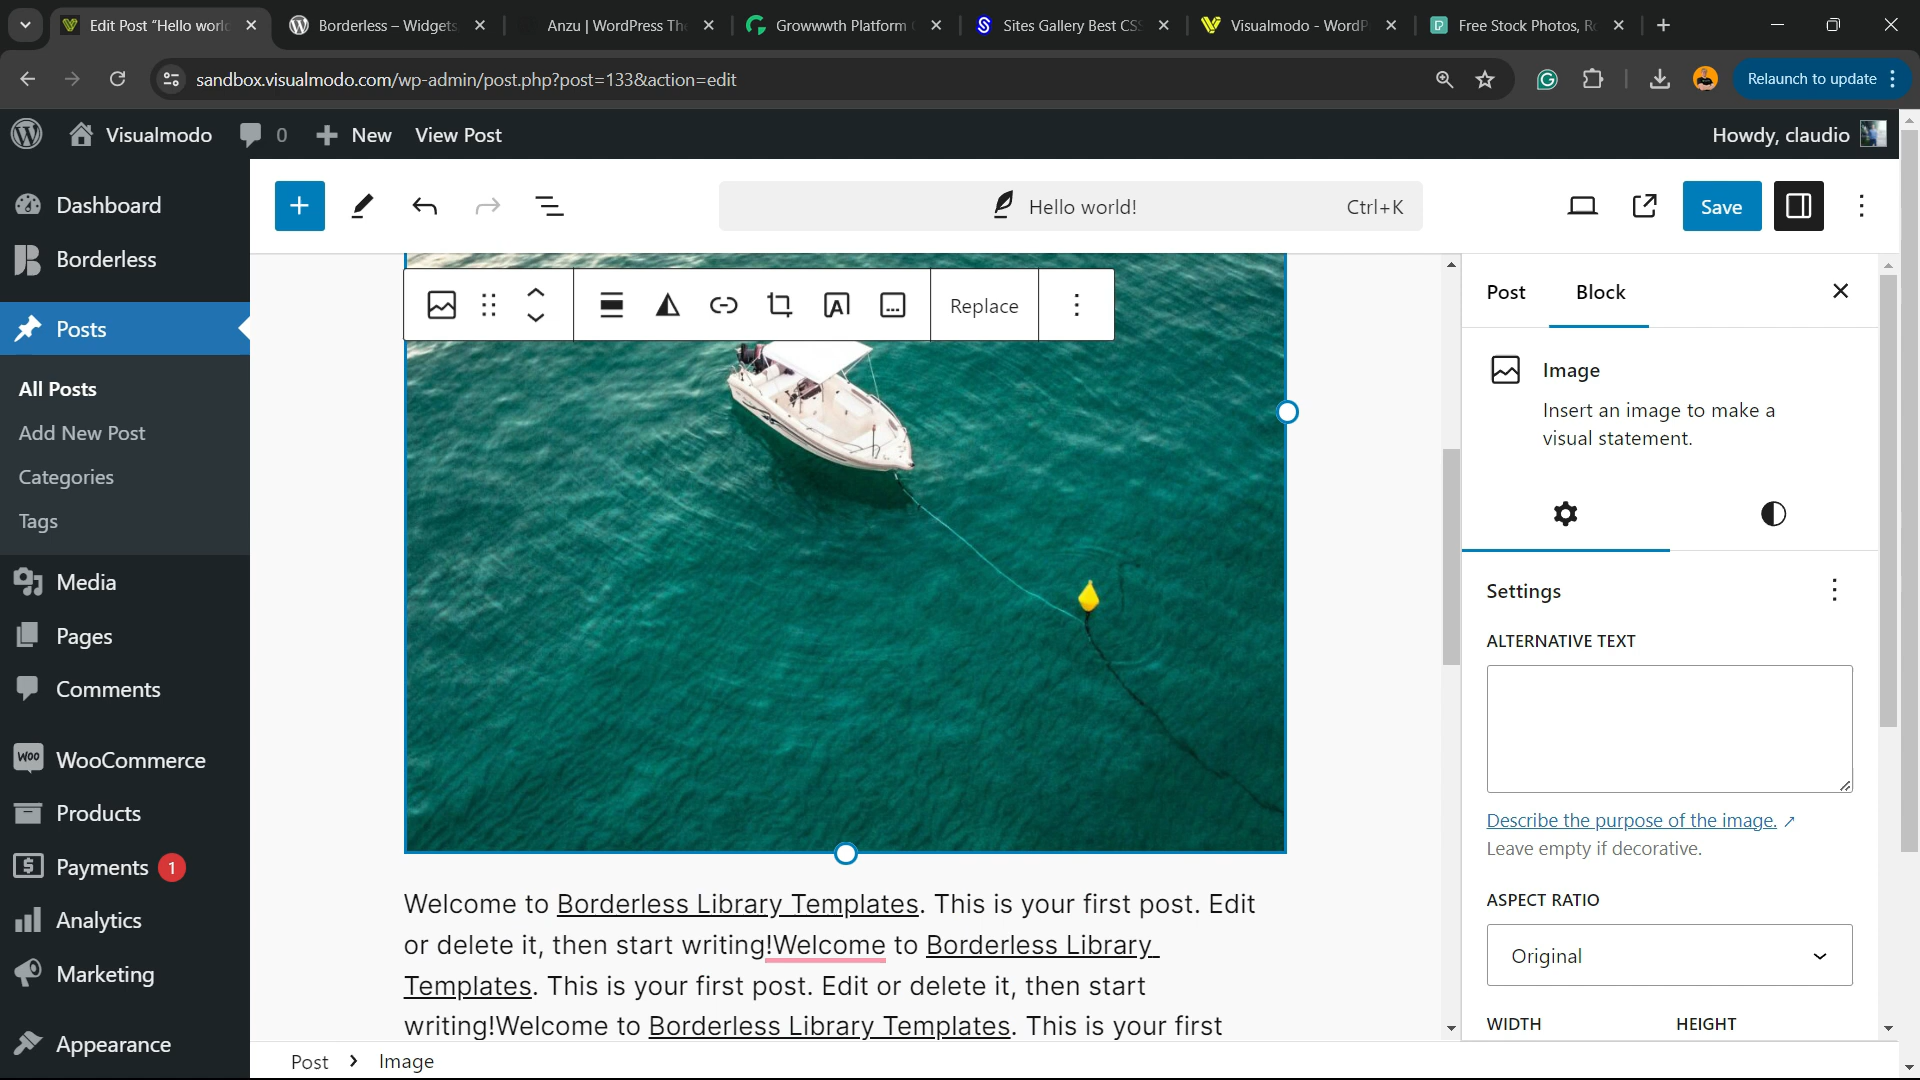 Edit Post “Hello worl
Borderless – Widgets
Anzu | WordPress Th
Growwwth Platform
Sites Gallery Best CS
Visualmodo - WordP
Free Stock Photos, R
sandbox.visualmodo.com/wp-admin/post.php?post=133&action=edit
Relaunch to update
Visualmodo
0
New
View Post
Howdy, claudio
Dashboard
Borderless
Posts
All Posts
Add New Post
Categories
Tags
Media
Pages
Comments
WooCommerce
Products
Payments 1
Analytics
Marketing
Appearance
Hello world!
Ctrl+K
Save
Replace
Welcome to Borderless Library Templates. This is your first post. Edit
or delete it, then start writing!Welcome to Borderless Library
Templates. This is your first post. Edit or delete it, then start
writing!Welcome to Borderless Library Templates. This is your first
Post
Image
Post
Block
Image
Insert an image to make a
visual statement.
Settings
ALTERNATIVE TEXT
Describe the purpose of the image. ↗
Leave empty if decorative.
ASPECT RATIO
Original
WIDTH
HEIGHT